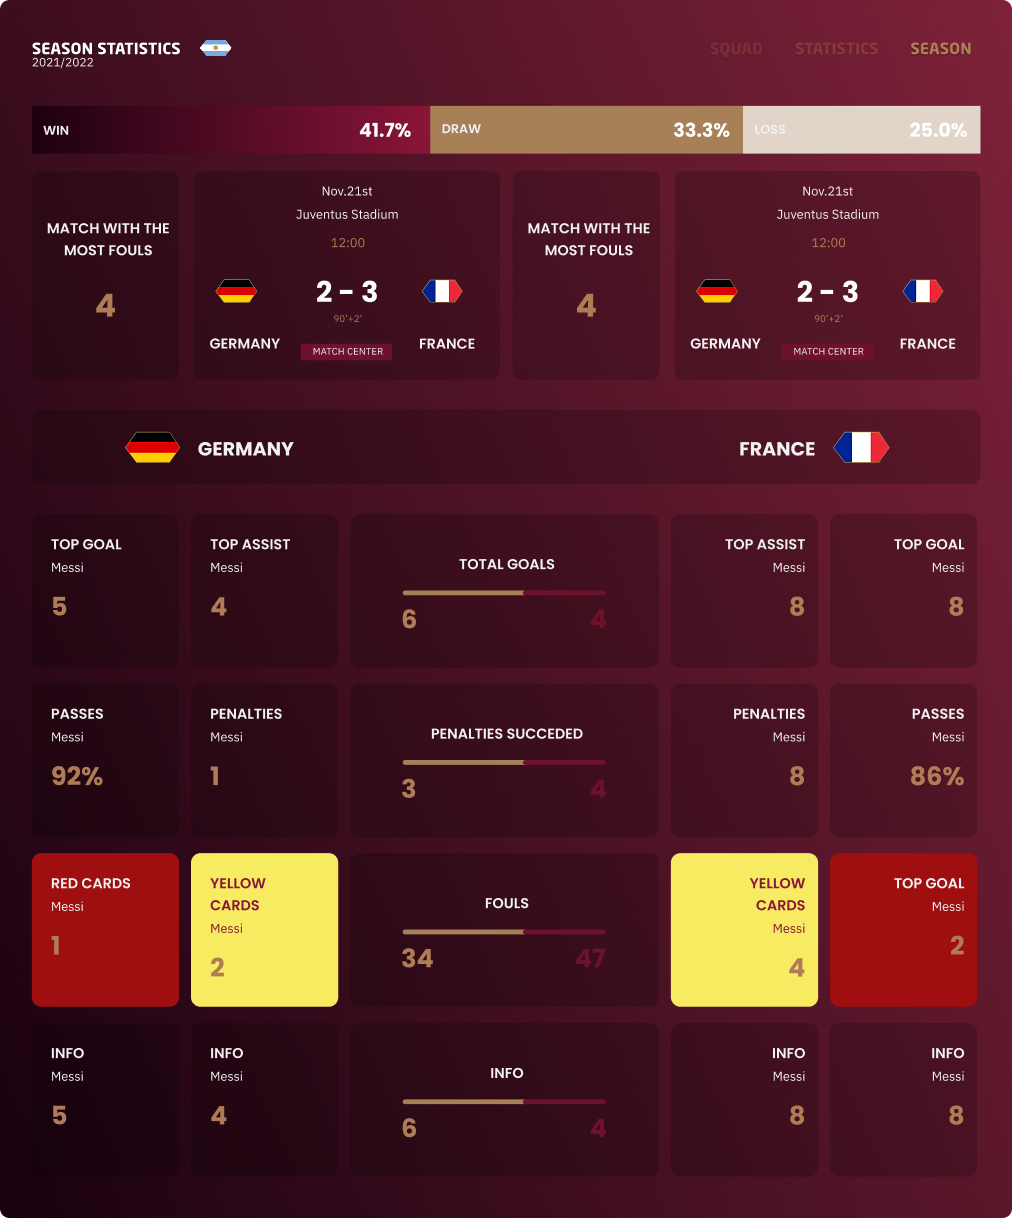 SEASON STATISTICS
2021/2022
SQUAD STATISTICS SEASON
WIN 41.7% DRAW 33.3% LOSS 25.0%
MATCH WITH THE
MOST FOULS
4
Nov.21st
Juventus Stadium
12:00
2 - 3
90'+2'
GERMANY MATCH CENTER FRANCE
MATCH WITH THE
MOST FOULS
4
Nov.21st
Juventus Stadium
12:00
2 - 3
90'+2'
GERMANY MATCH CENTER FRANCE
GERMANY FRANCE
TOP GOAL
Messi
5
TOP ASSIST
Messi
4
TOTAL GOALS
6 4
TOP ASSIST
Messi
8
TOP GOAL
Messi
8
PASSES
Messi
92%
PENALTIES
Messi
1
PENALTIES SUCCEDED
3 4
PENALTIES
Messi
8
PASSES
Messi
86%
RED CARDS
Messi
1
YELLOW
CARDS
Messi
2
FOULS
34 47
YELLOW
CARDS
Messi
4
TOP GOAL
Messi
2
INFO
Messi
5
INFO
Messi
4
INFO
6 4
INFO
Messi
8
INFO
Messi
8